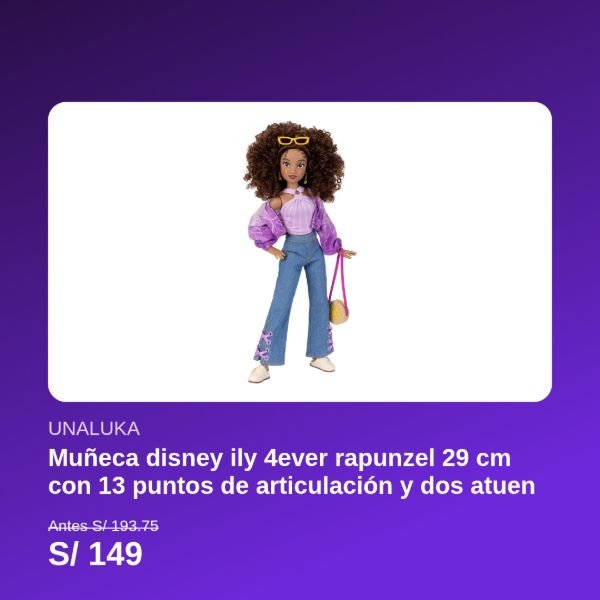 UNALUKA
Muñeca disney ily 4ever rapunzel 29 cm
con 13 puntos de articulación y dos atuen
Antes S/ 193.75
S/ 149